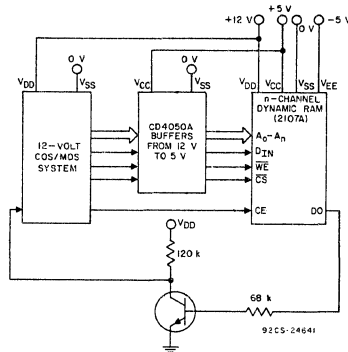 +5 V
+12 V
0 V
-5 V
0 V
0 V
VDD
VSS
VCC
VSS
VDD
VCC
VSS
VEE
12-VOLT
COS/MOS
SYSTEM
CD4050A
BUFFERS
FROM 12 V
TO 5 V
n-CHANNEL
DYNAMIC RAM
(2107A)
A0-An
DIN
WE
CS
CE
DO
VDD
120 k
68 k
92CS-24641